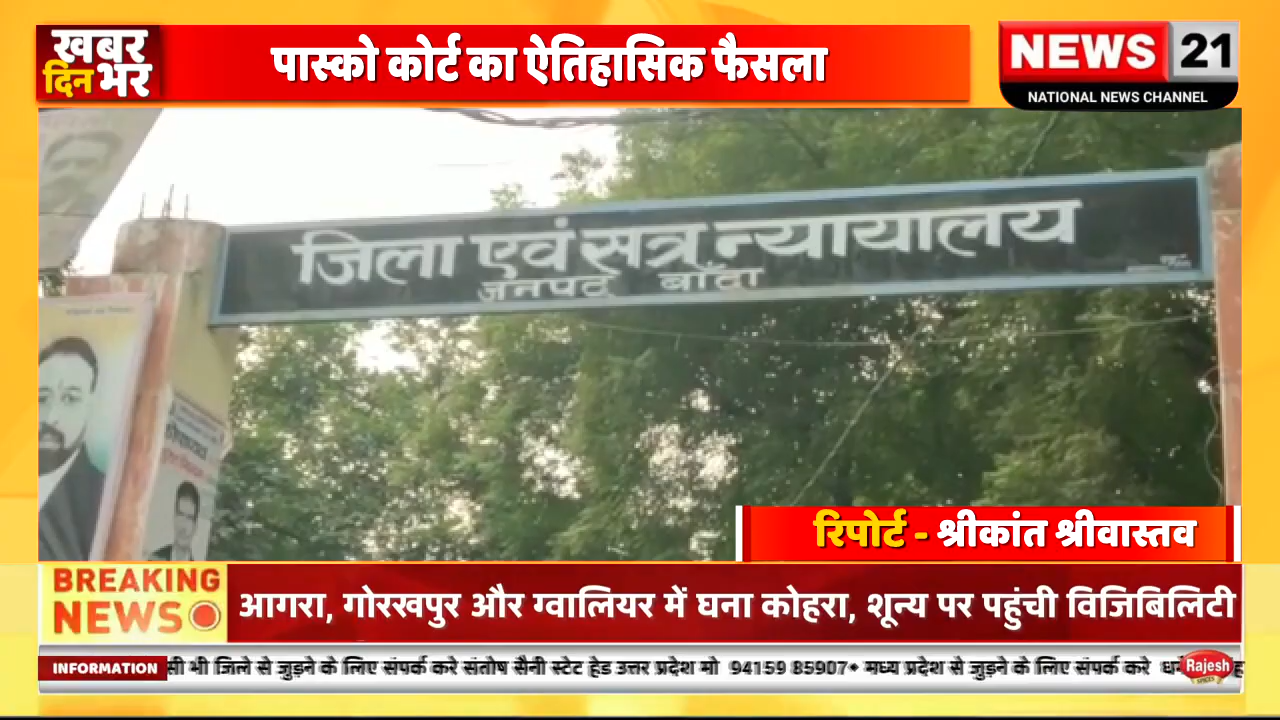 खबर
दिन भर
पास्को कोर्ट का ऐतिहासिक फैसला
NEWS 21
NATIONAL NEWS CHANNEL
जिला एवं सत्र न्यायालय
जनपद बाँदा
रिपोर्ट - श्रीकांत श्रीवास्तव
BREAKING
NEWS
आगरा, गोरखपुर और ग्वालियर में घना कोहरा, शून्य पर पहुंची विजिबिलिटी
INFORMATION
सी भी जिले से जुड़ने के लिए संपर्क करे संतोष सैनी स्टेट हेड उत्तर प्रदेश मो 94159 85907• मध्य प्रदेश से जुड़ने के लिए संपर्क करे
Rajesh
SPICES